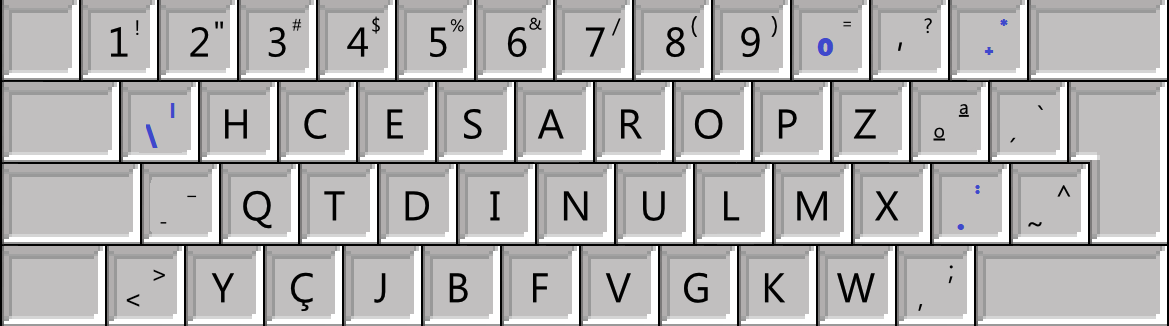 1 ! 2 " 3 # 4 $ 5 % 6 & 7 / 8 ( 9 ) 0 = ' ? + *
\ | H C E S A R O P Z º ª ´ `
- _ Q T D I N U L M X . : ~ ^
< > Y Ç J B F V G K W , ;